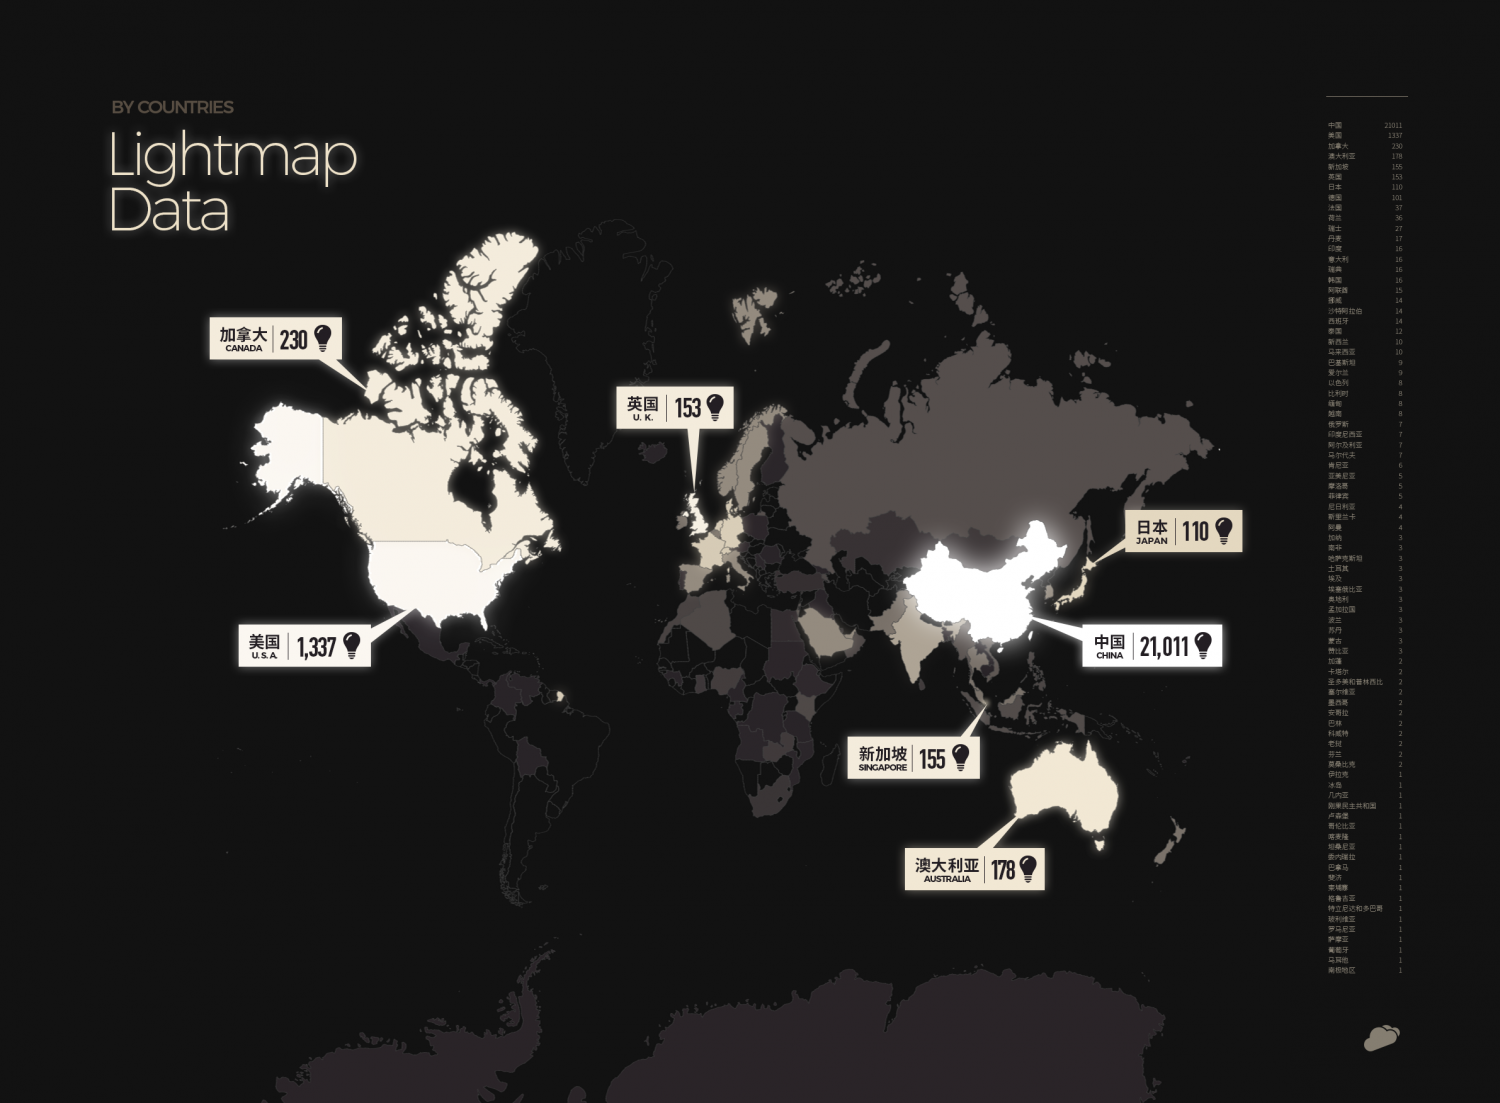 BY COUNTRIES
Lightmap
Data
加拿大 230
CANADA
英国 153
U. K.
日本 110
JAPAN
美国 1,337
U.S.A.
中国 21,011
CHINA
新加坡 155
SINGAPORE
澳大利亚 178
AUSTRALIA
中国 21011
美国 1337
加拿大 230
澳大利亚 178
新加坡 155
英国 153
日本 110
德国 101
法国 37
荷兰 36
瑞士 27
丹麦 17
印度 16
意大利 16
瑞典 16
韩国 16
阿联酋 15
挪威 14
沙特阿拉伯 14
西班牙 14
泰国 12
新西兰 10
马来西亚 10
巴基斯坦 9
爱尔兰 9
以色列 8
比利时 8
缅甸 8
越南 8
俄罗斯 7
印度尼西亚 7
阿尔及利亚 7
马尔代夫 7
肯尼亚 6
亚美尼亚 5
摩洛哥 5
菲律宾 5
尼日利亚 4
斯里兰卡 4
阿曼 4
加纳 3
南非 3
哈萨克斯坦 3
土耳其 3
埃及 3
埃塞俄比亚 3
奥地利 3
孟加拉国 3
波兰 3
苏丹 3
蒙古 3
赞比亚 3
加蓬 2
卡塔尔 2
圣多美和普林西比 2
塞尔维亚 2
墨西哥 2
安哥拉 2
巴林 2
科威特 2
老挝 2
芬兰 2
莫桑比克 2
伊拉克 1
冰岛 1
几内亚 1
刚果民主共和国 1
卢森堡 1
哥伦比亚 1
喀麦隆 1
坦桑尼亚 1
委内瑞拉 1
巴拿马 1
斐济 1
柬埔寨 1
格鲁吉亚 1
特立尼达和多巴哥 1
玻利维亚 1
罗马尼亚 1
萨摩亚 1
葡萄牙 1
马耳他 1
南极地区 1